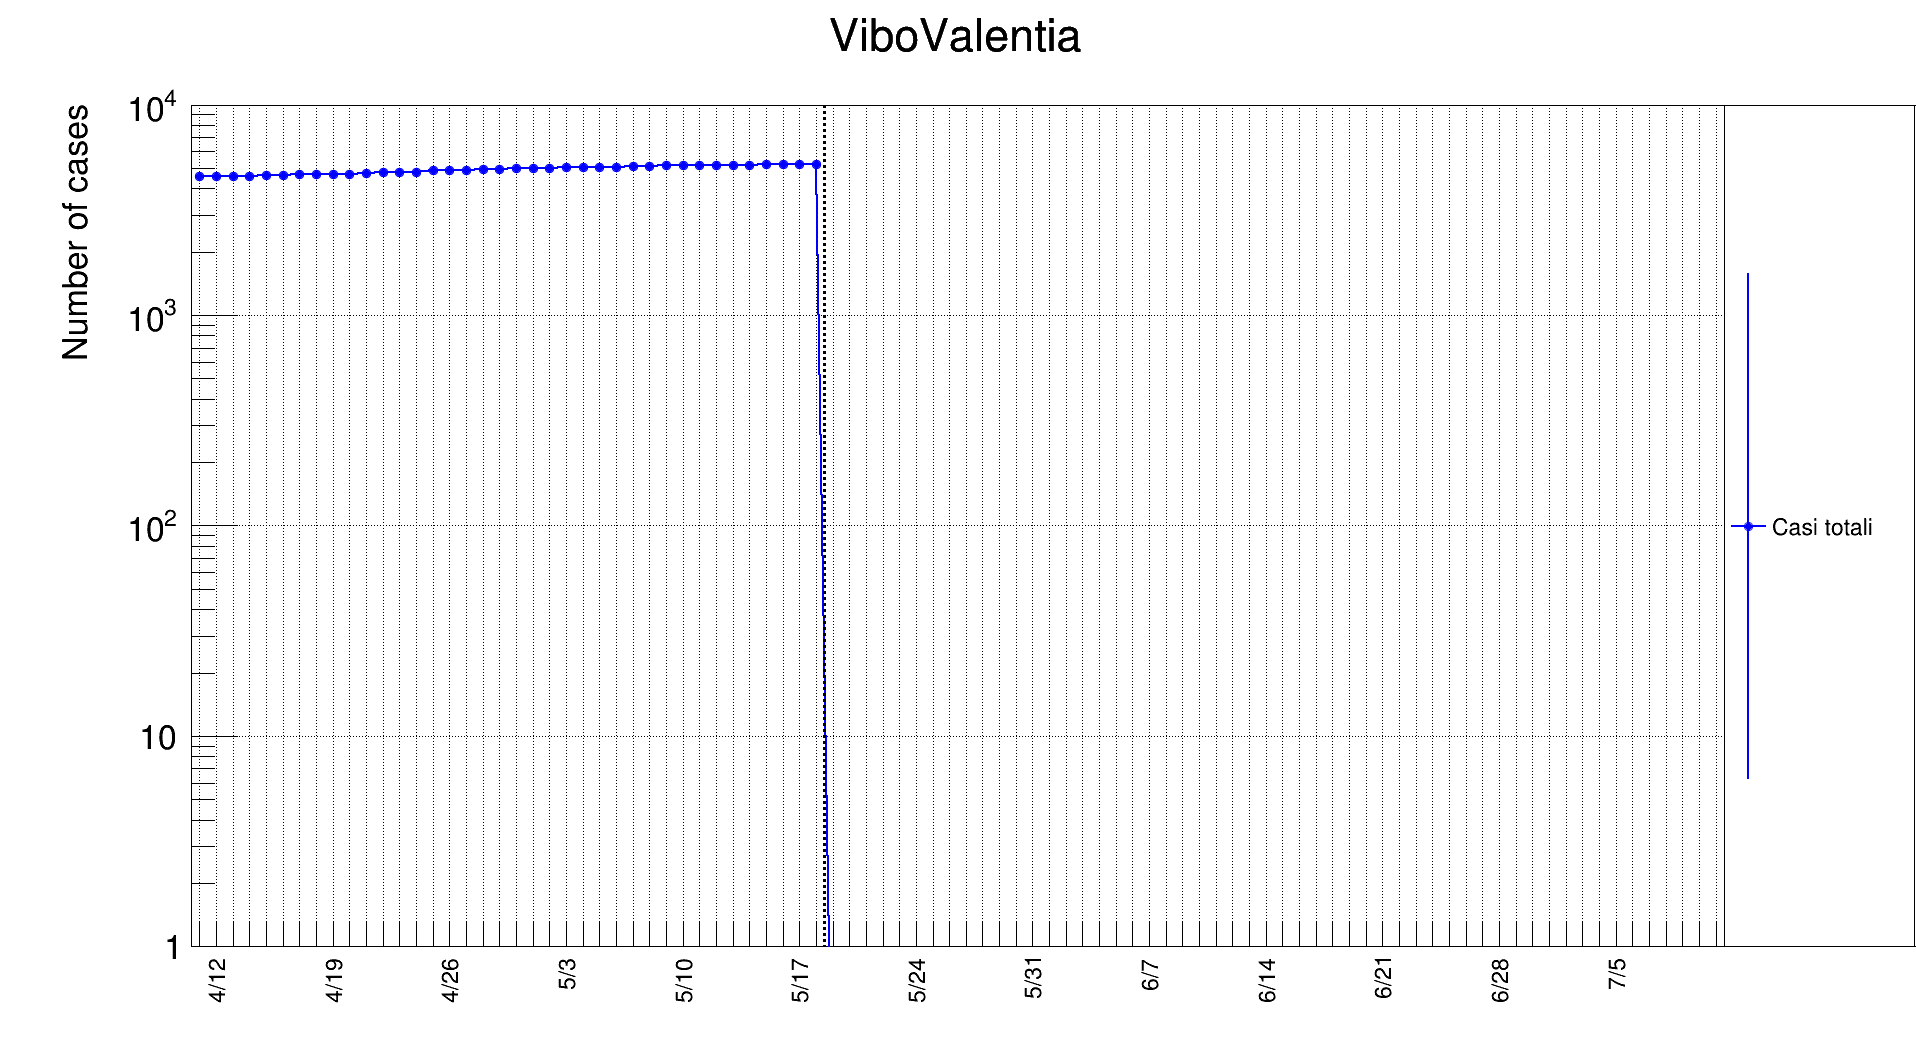 ViboValentia
Number of cases
10^4
10^3
10^2
10
1
4/12 4/19 4/26 5/3 5/10 5/17 5/24 5/31 6/7 6/14 6/21 6/28 7/5
Casi totali